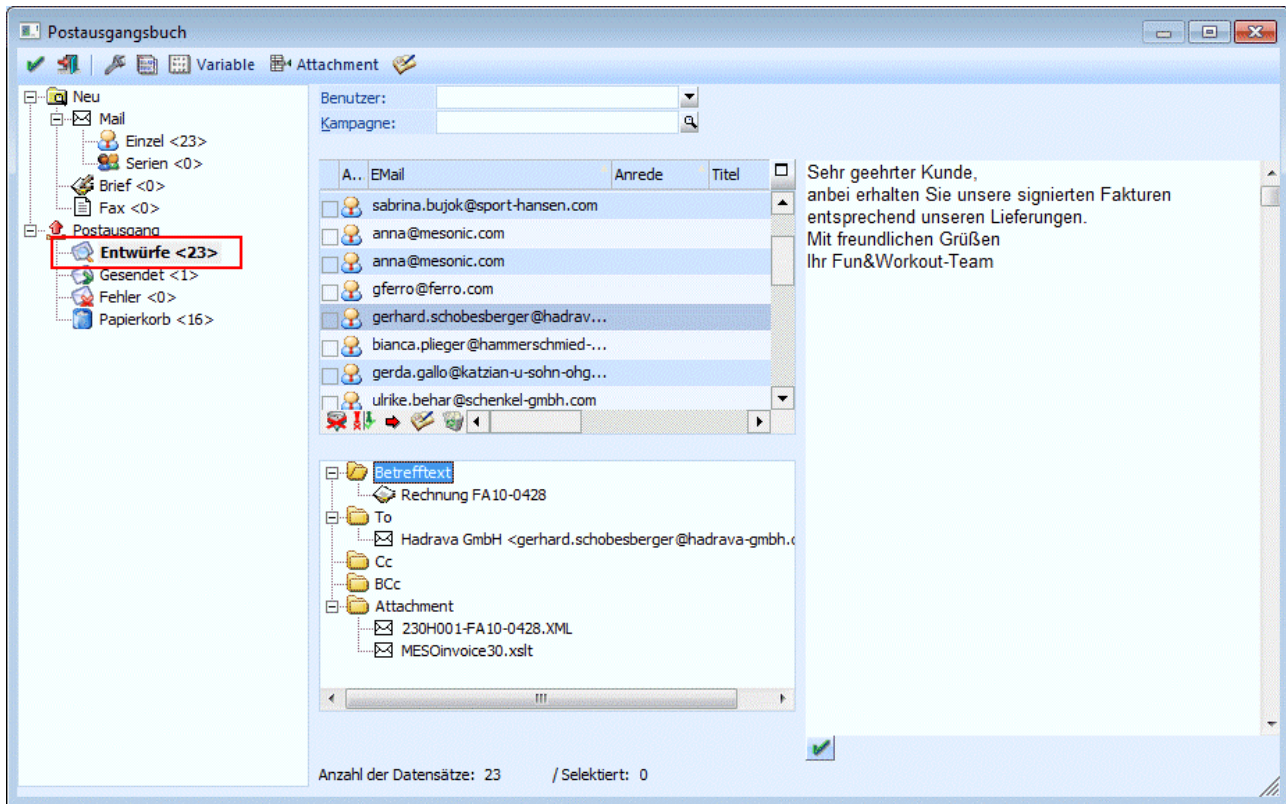 Postausgangsbuch
Variable Attachment
Neu
Mail
Einzel <23>
Serien <0>
Brief <0>
Fax <0>
Postausgang
Entwürfe <23>
Gesendet <1>
Fehler <0>
Papierkorb <16>
Benutzer:
Kampagne:
A.. EMail Anrede Titel
sabrina.bujok@sport-hansen.com
anna@mesonic.com
anna@mesonic.com
gferro@ferro.com
gerhard.schobesberger@hadrav...
bianca.plieger@hammerschmied-...
gerda.gallo@katzian-u-sohn-ohg...
ulrike.behar@schenkel-gmbh.com
Betrefftext
Rechnung FA10-0428
To
Hadrava GmbH <gerhard.schobesberger@hadrava-gmbh.c
Cc
BCc
Attachment
230H001-FA10-0428.XML
MESOinvoice30.xslt
Sehr geehrter Kunde,
anbei erhalten Sie unsere signierten Fakturen
entsprechend unseren Lieferungen.
Mit freundlichen Grüßen
Ihr Fun&Workout-Team
Anzahl der Datensätze: 23 / Selektiert: 0